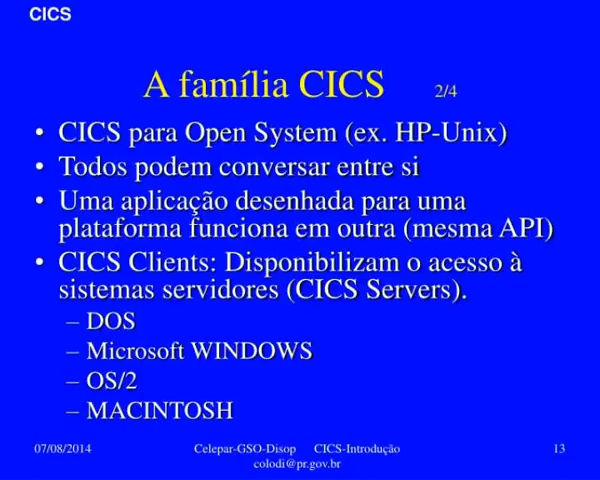 CICS
A família CICS 2/4
• CICS para Open System (ex. HP-Unix)
• Todos podem conversar entre si
• Uma aplicação desenhada para uma
plataforma funciona em outra (mesma API)
• CICS Clients: Disponibilizam o acesso à
sistemas servidores (CICS Servers).
– DOS
– Microsoft WINDOWS
– OS/2
– MACINTOSH
07/08/2014 Celepar-GSO-Disop CICS-Introdução 13
colodi@pr.gov.br